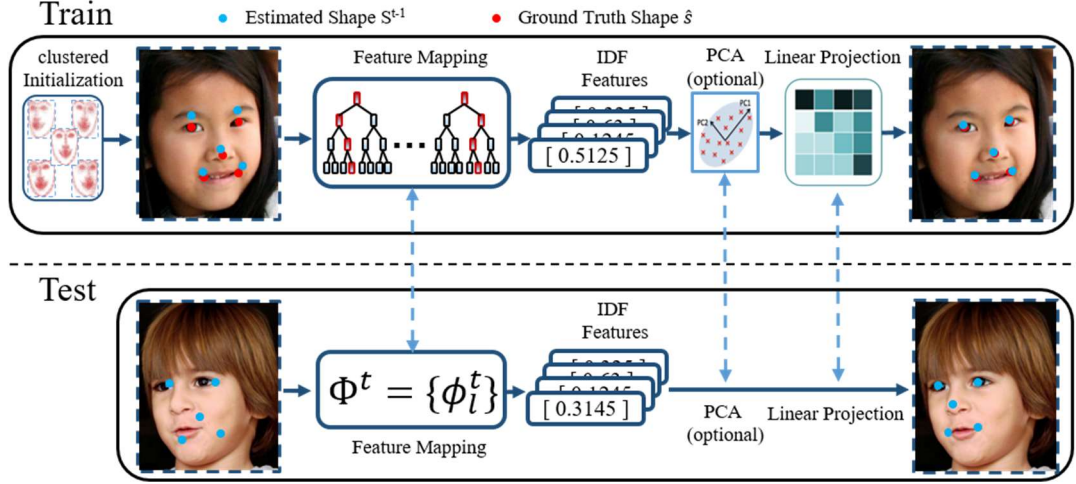 Train
Estimated Shape S^t-1
Ground Truth Shape ŝ
clustered
Initialization
Feature Mapping
IDF
Features
PCA
(optional)
Linear Projection
[ 0.5125 ]
PC1
PC2
Test
IDF
Features
Φ^t = {ϕ_l^t}
[ 0.3145 ]
PCA
(optional)
Linear Projection
Feature Mapping